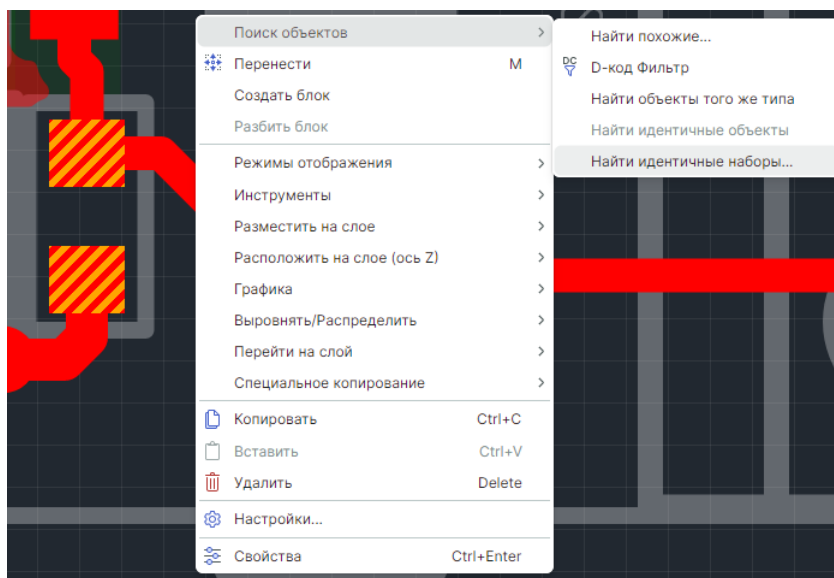 Поиск объектов
Перенести M
Создать блок
Разбить блок
Режимы отображения
Инструменты
Разместить на слое
Расположить на слое (ось Z)
Графика
Выровнять/Распределить
Перейти на слой
Специальное копирование
Копировать Ctrl+C
Вставить Ctrl+V
Удалить Delete
Настройки...
Свойства Ctrl+Enter
Найти похожие...
DC D-код Фильтр
Найти объекты того же типа
Найти идентичные объекты
Найти идентичные наборы...